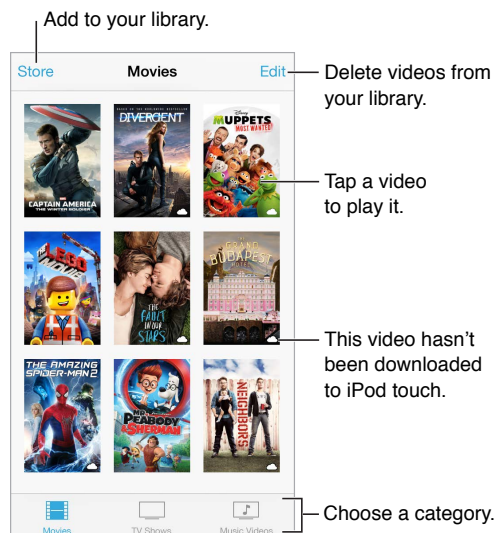 Add to your library.
Store
Movies
Edit
Delete videos from
your library.
CAPTAIN AMERICA
THE WINTER SOLDIER
DIVERGENT
Disney
MUPPETS
MOST WANTED
Tap a video
to play it.
THE LEGO
MOVIE
THE
FAULT
IN OUR
STARS
THE
GRAND
BUDAPEST
HOTEL
This video hasn't
been downloaded
to iPod touch.
THE AMAZING
SPIDER-MAN 2
MR. PEABODY
& SHERMAN
NEIGHBORS
Movies
TV Shows
Music Videos
Choose a category.